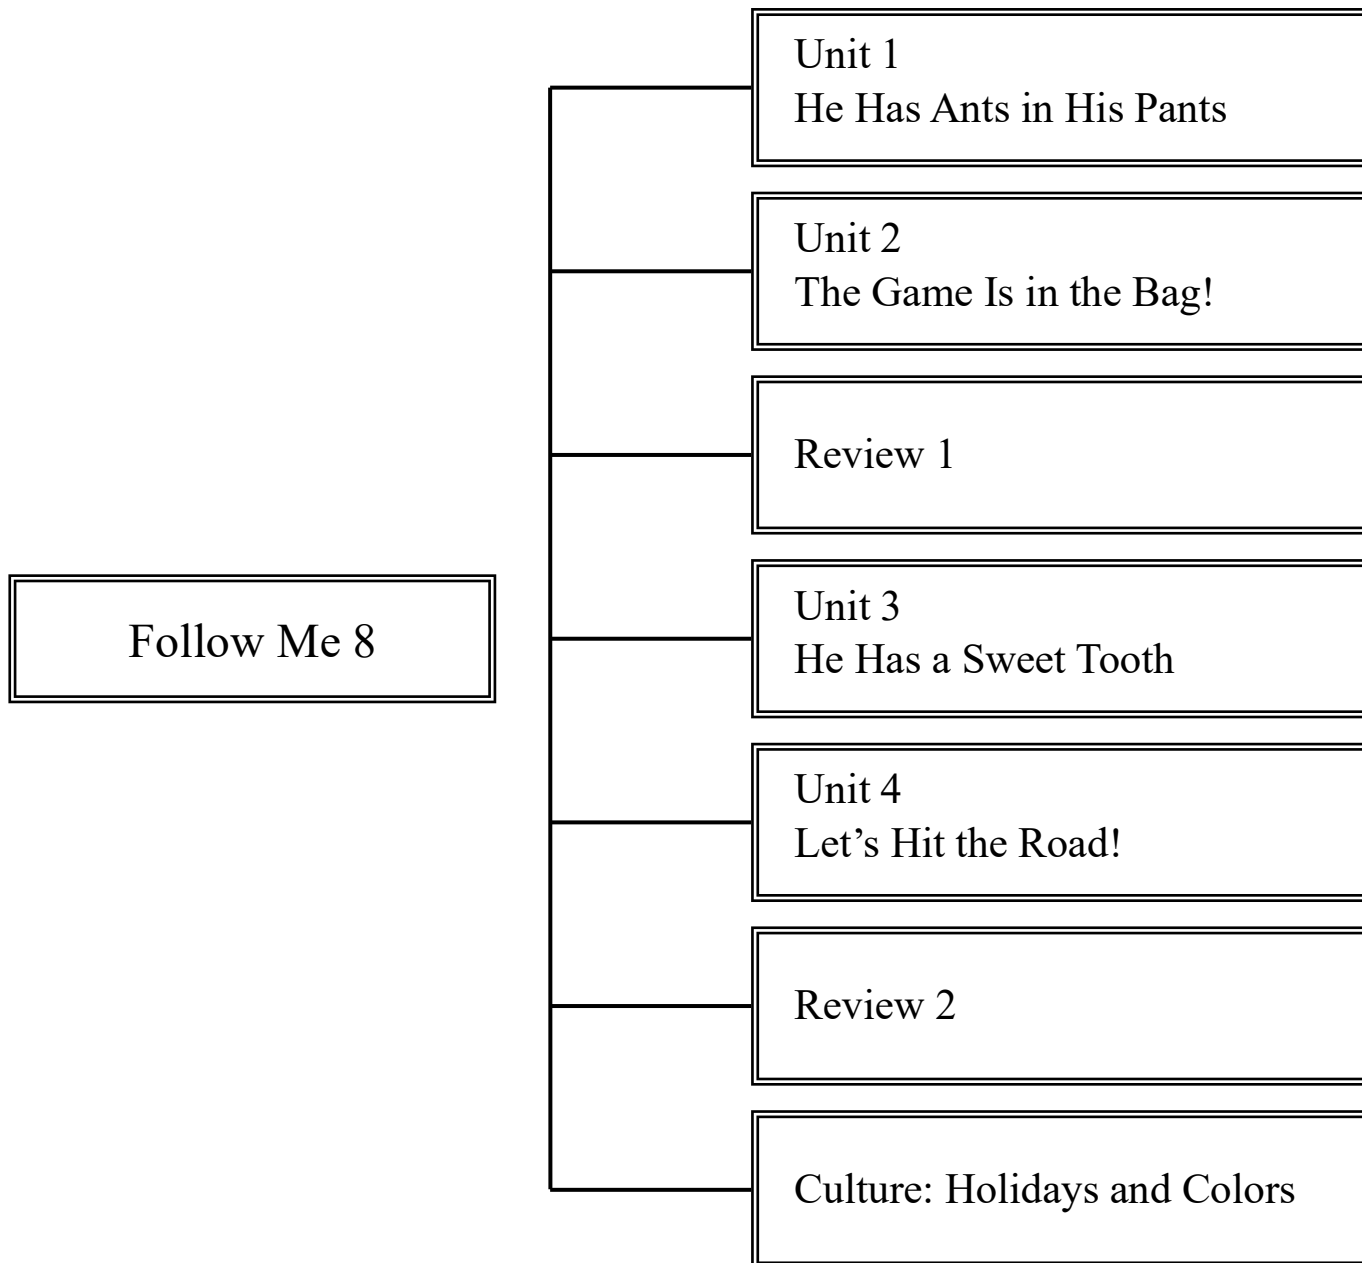 Follow Me 8
Unit 1
He Has Ants in His Pants
Unit 2
The Game Is in the Bag!
Review 1
Unit 3
He Has a Sweet Tooth
Unit 4
Let’s Hit the Road!
Review 2
Culture: Holidays and Colors